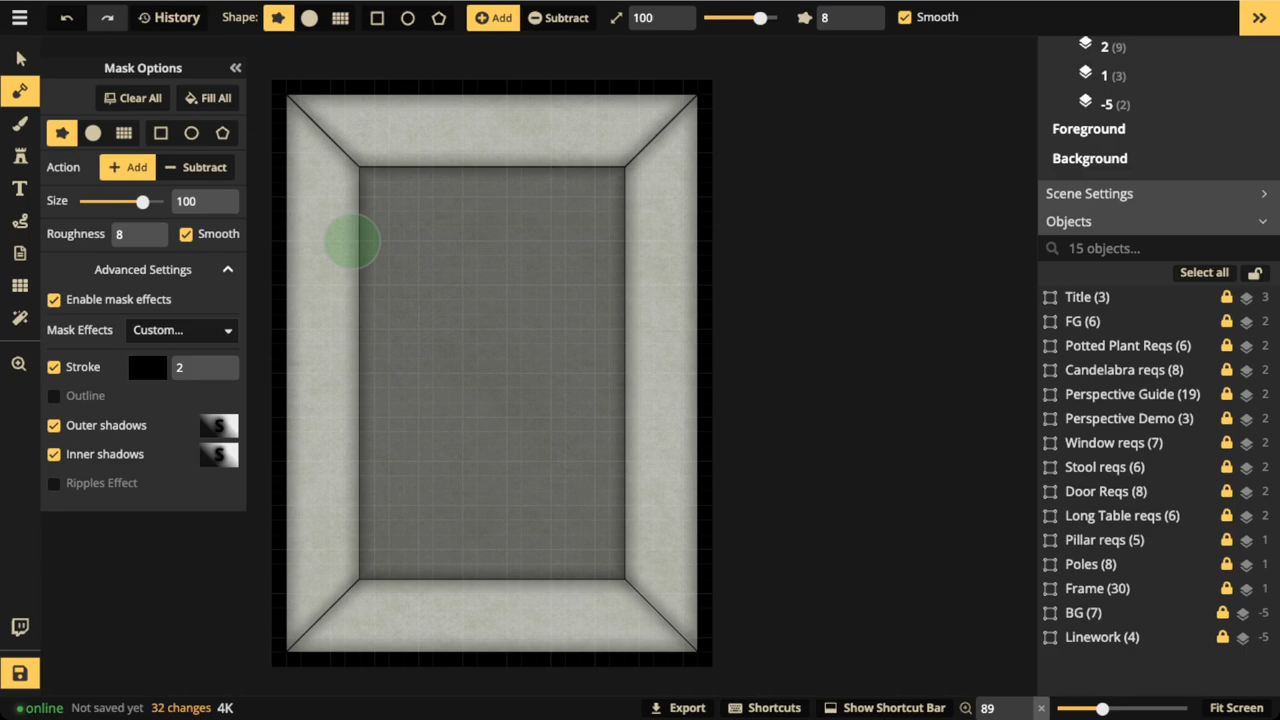 History
Shape:
Add
Subtract
100
8
Smooth
Mask Options
Clear All
Fill All
Action
Add
Subtract
Size
100
Roughness
8
Smooth
Advanced Settings
Enable mask effects
Mask Effects
Custom...
Stroke
2
Outline
Outer shadows
S
Inner shadows
S
Ripples Effect
2 (9)
1 (3)
-5 (2)
Foreground
Background
Scene Settings
Objects
15 objects...
Select all
Title (3) 3
FG (6) 2
Potted Plant Reqs (6) 2
Candelabra reqs (8) 2
Perspective Guide (19) 2
Perspective Demo (3) 2
Window reqs (7) 2
Stool reqs (6) 2
Door Reqs (8) 2
Long Table reqs (6) 2
Pillar reqs (5) 1
Poles (8) 1
Frame (30) 1
BG (7) -5
Linework (4) -5
online Not saved yet 32 changes 4K
Export
Shortcuts
Show Shortcut Bar
89
Fit Screen